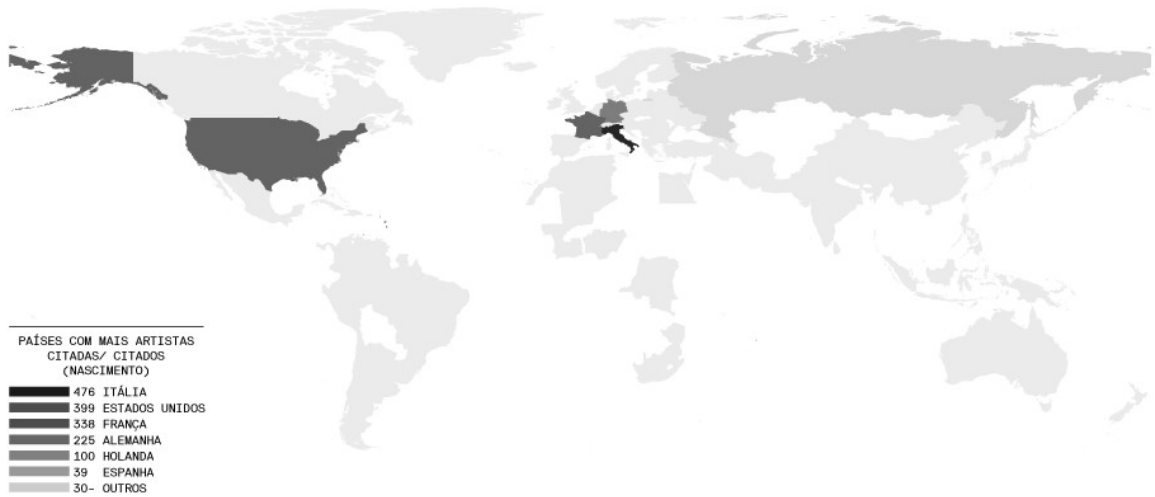 PAÍSES COM MAIS ARTISTAS
CITADAS/ CITADOS
(NASCIMENTO)
476 ITÁLIA
399 ESTADOS UNIDOS
338 FRANÇA
225 ALEMANHA
100 HOLANDA
39 ESPANHA
30- OUTROS